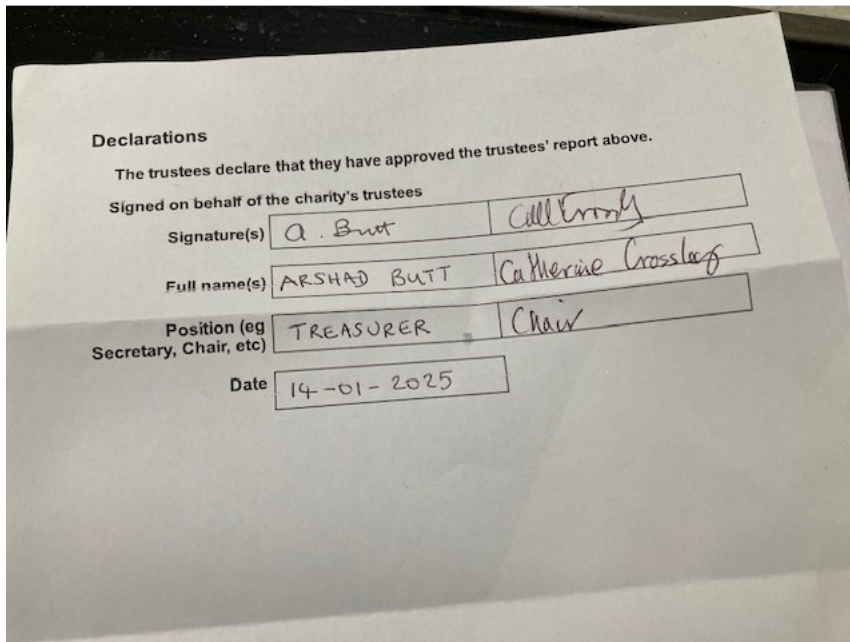 Declarations
The trustees declare that they have approved the trustees' report above.
Signed on behalf of the charity's trustees
Signature(s) a. Butt
Full name(s) ARSHAD BUTT Catherine Crossley
Position (eg Secretary, Chair, etc) TREASURER Chair
Date 14-01-2025